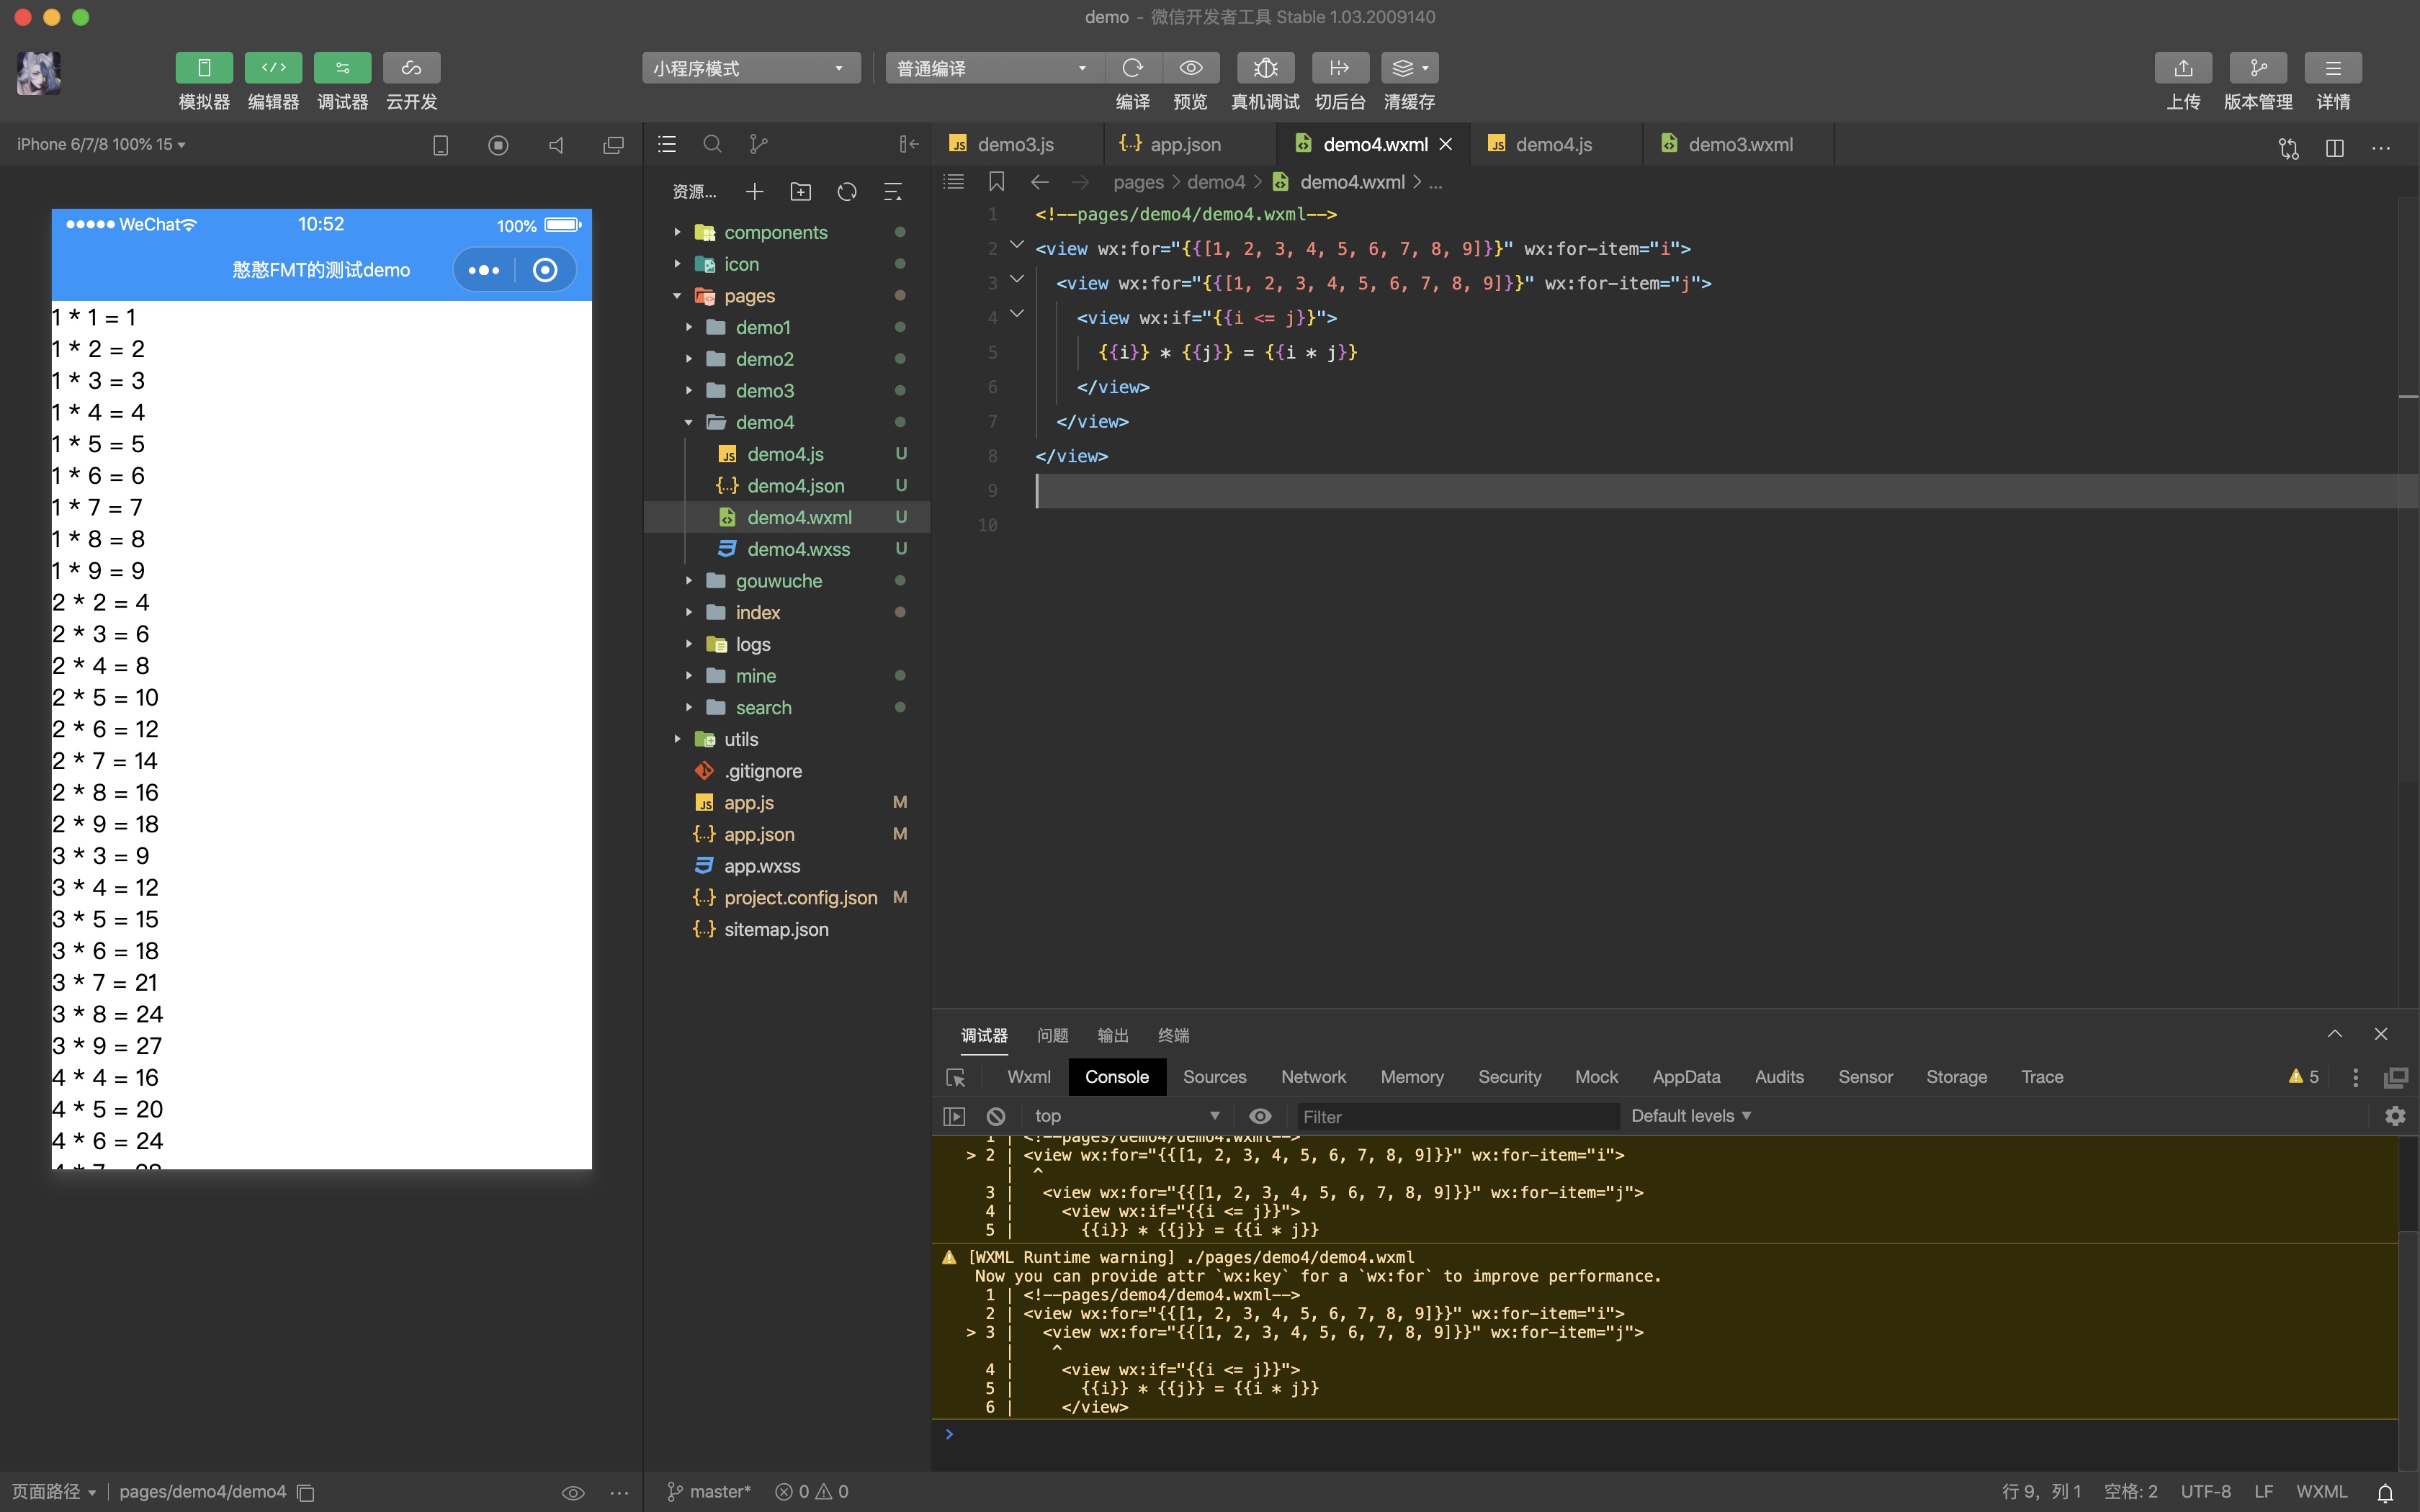 demo - 微信开发者工具 Stable 1.03.2009140
模拟器 编辑器 调试器 云开发
小程序模式 普通编译
编译 预览 真机调试 切后台 清缓存
上传 版本管理 详情
iPhone 6/7/8 100% 15
WeChat 10:52 100%
憨憨FMT的测试demo
1 * 1 = 1
1 * 2 = 2
1 * 3 = 3
1 * 4 = 4
1 * 5 = 5
1 * 6 = 6
1 * 7 = 7
1 * 8 = 8
1 * 9 = 9
2 * 2 = 4
2 * 3 = 6
2 * 4 = 8
2 * 5 = 10
2 * 6 = 12
2 * 7 = 14
2 * 8 = 16
2 * 9 = 18
3 * 3 = 9
3 * 4 = 12
3 * 5 = 15
3 * 6 = 18
3 * 7 = 21
3 * 8 = 24
3 * 9 = 27
4 * 4 = 16
4 * 5 = 20
4 * 6 = 24
4 * 7 = 28
页面路径 pages/demo4/demo4
资源...
components
icon
pages
demo1
demo2
demo3
demo4
demo4.js U
demo4.json U
demo4.wxml U
demo4.wxss U
gouwuche
index
logs
mine
search
utils
.gitignore
app.js M
app.json M
app.wxss
project.config.json M
sitemap.json
master* 0 0
demo3.js app.json demo4.wxml demo4.js demo3.wxml
pages > demo4 > demo4.wxml > ...
1 <!--pages/demo4/demo4.wxml-->
2 <view wx:for="{{[1, 2, 3, 4, 5, 6, 7, 8, 9]}}" wx:for-item="i">
3 <view wx:for="{{[1, 2, 3, 4, 5, 6, 7, 8, 9]}}" wx:for-item="j">
4 <view wx:if="{{i <= j}}">
5 {{i}} * {{j}} = {{i * j}}
6 </view>
7 </view>
8 </view>
9
10
调试器 问题 输出 终端
Wxml Console Sources Network Memory Security Mock AppData Audits Sensor Storage Trace 5
top Filter Default levels
1 | <!--pages/demo4/demo4.wxml-->
> 2 | <view wx:for="{{[1, 2, 3, 4, 5, 6, 7, 8, 9]}}" wx:for-item="i">
| ^
3 | <view wx:for="{{[1, 2, 3, 4, 5, 6, 7, 8, 9]}}" wx:for-item="j">
4 | <view wx:if="{{i <= j}}">
5 | {{i}} * {{j}} = {{i * j}}
[WXML Runtime warning] ./pages/demo4/demo4.wxml
Now you can provide attr `wx:key` for a `wx:for` to improve performance.
1 | <!--pages/demo4/demo4.wxml-->
2 | <view wx:for="{{[1, 2, 3, 4, 5, 6, 7, 8, 9]}}" wx:for-item="i">
> 3 | <view wx:for="{{[1, 2, 3, 4, 5, 6, 7, 8, 9]}}" wx:for-item="j">
| ^
4 | <view wx:if="{{i <= j}}">
5 | {{i}} * {{j}} = {{i * j}}
6 | </view>
>
行 9，列 1 空格: 2 UTF-8 LF WXML